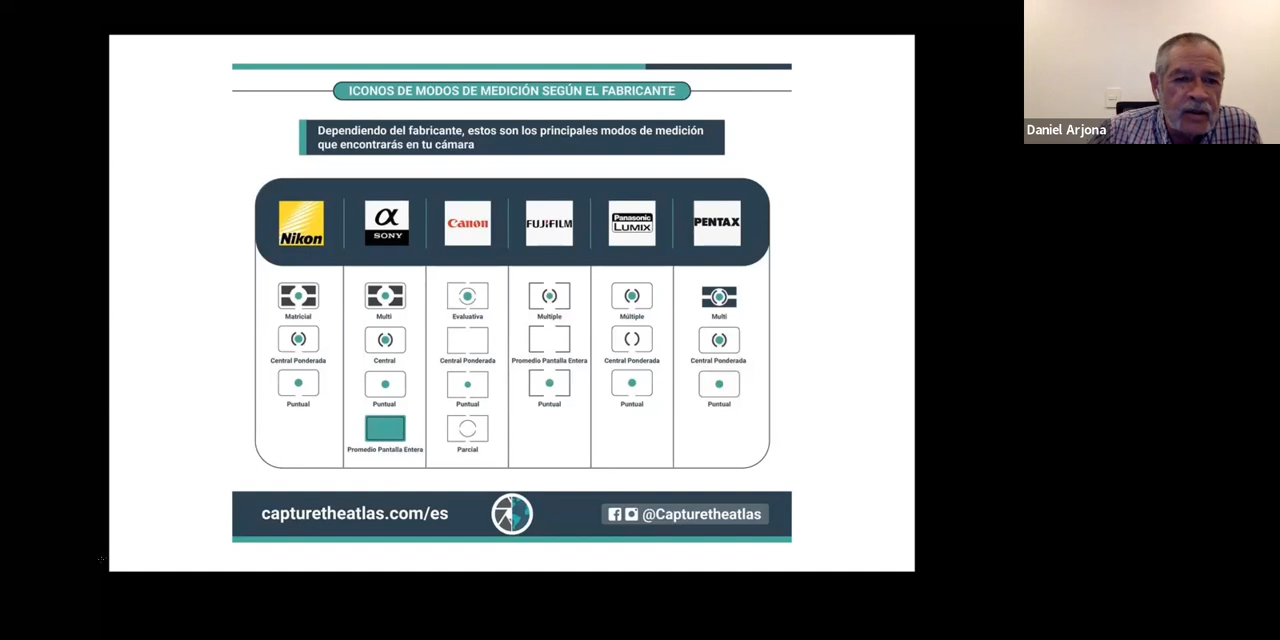 ICONOS DE MODOS DE MEDICIÓN SEGÚN EL FABRICANTE
Dependiendo del fabricante, estos son los principales modos de medición
que encontrarás en tu cámara
Nikon
α
SONY
Canon
FUJIFILM
Panasonic
LUMIX
PENTAX
Matricial
Multi
Evaluativa
Multiple
Múltiple
Multi
Central Ponderada
Central
Central Ponderada
Promedio Pantalla Entera
Central Ponderada
Central Ponderada
Puntual
Puntual
Puntual
Puntual
Puntual
Puntual
Promedio Pantalla Entera
Parcial
capturetheatlas.com/es
@Capturetheatlas
Daniel Arjona